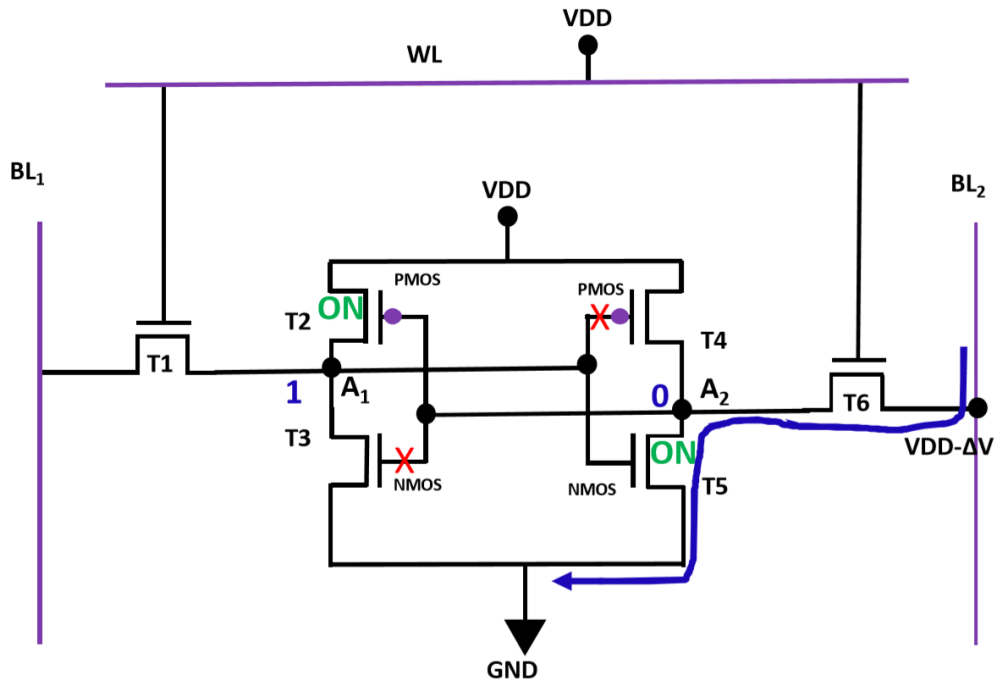 VDD
WL
BL₁
BL₂
VDD
PMOS
PMOS
ON
X
T2
T4
T1
1
A₁
0
A₂
T6
T3
ON
VDD-ΔV
X
NMOS
NMOS
T5
GND